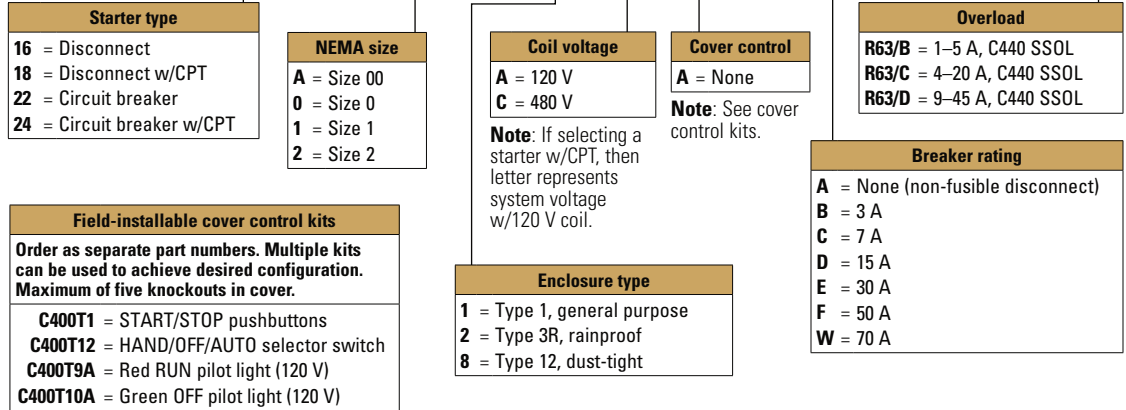 Starter type
16 = Disconnect
18 = Disconnect w/CPT
22 = Circuit breaker
24 = Circuit breaker w/CPT
NEMA size
A = Size 00
0 = Size 0
1 = Size 1
2 = Size 2
Coil voltage
A = 120 V
C = 480 V
Note: If selecting a
starter w/CPT, then
letter represents
system voltage
w/120 V coil.
Cover control
A = None
Note: See cover
control kits.
Overload
R63/B = 1–5 A, C440 SSOL
R63/C = 4–20 A, C440 SSOL
R63/D = 9–45 A, C440 SSOL
Breaker rating
A = None (non-fusible disconnect)
B = 3 A
C = 7 A
D = 15 A
E = 30 A
F = 50 A
W = 70 A
Field-installable cover control kits
Order as separate part numbers. Multiple kits
can be used to achieve desired configuration.
Maximum of five knockouts in cover.
C400T1 = START/STOP pushbuttons
C400T12 = HAND/OFF/AUTO selector switch
C400T9A = Red RUN pilot light (120 V)
C400T10A = Green OFF pilot light (120 V)
Enclosure type
1 = Type 1, general purpose
2 = Type 3R, rainproof
8 = Type 12, dust-tight